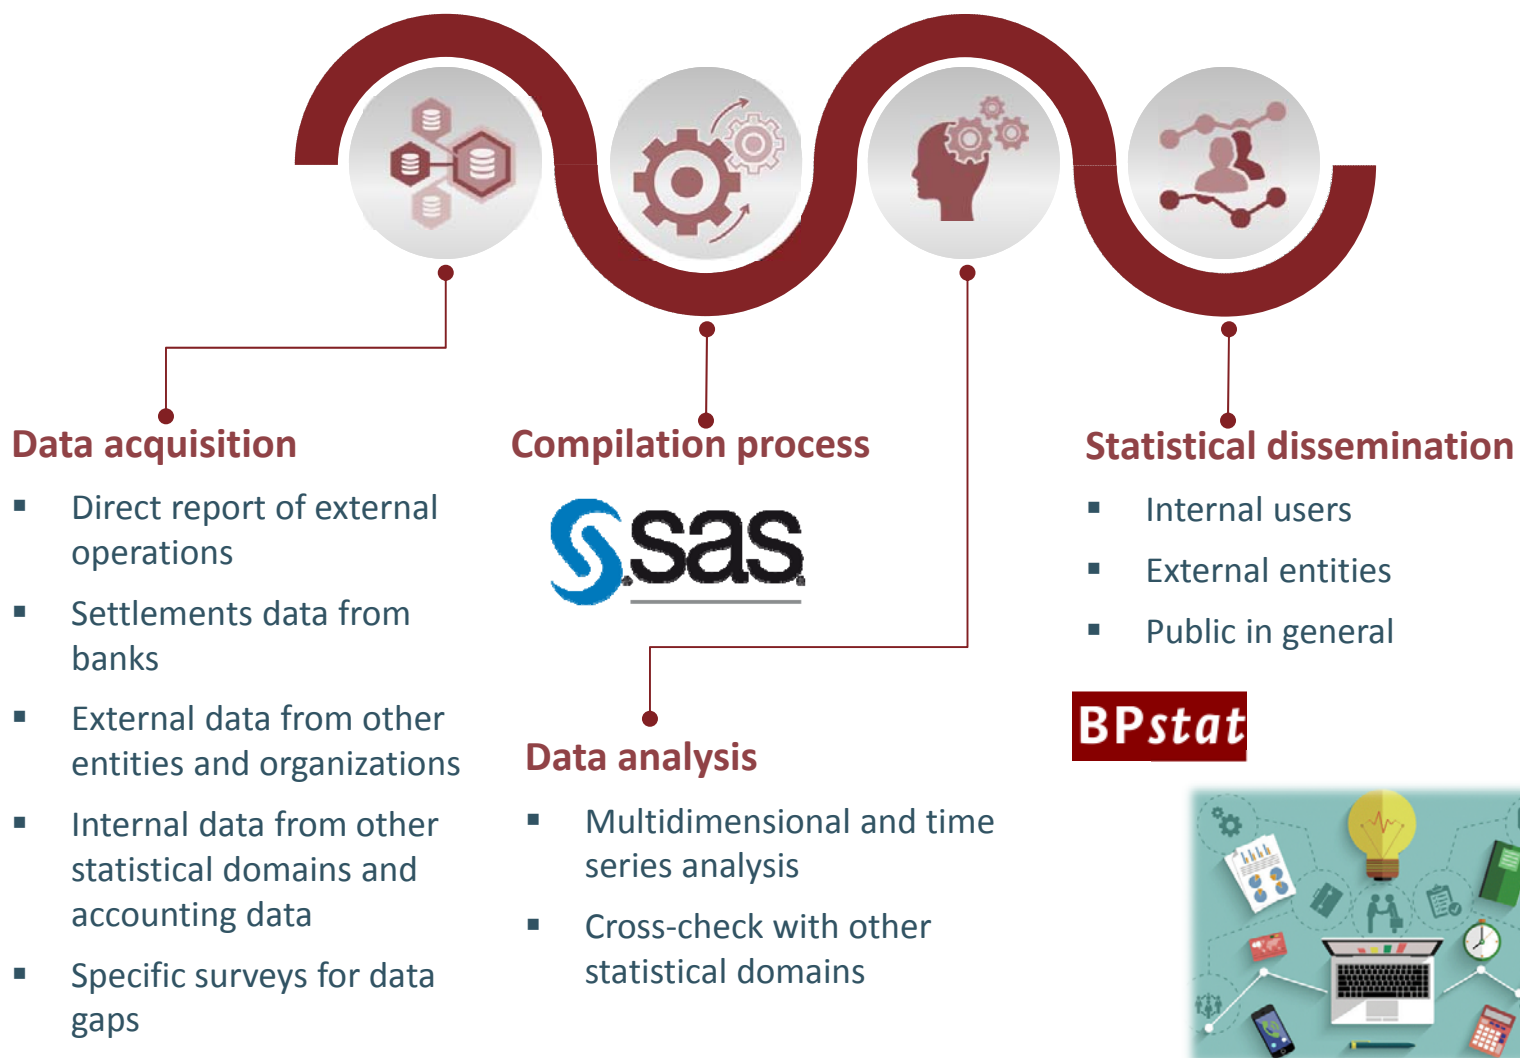 Data acquisition
▪ Direct report of external
operations
▪ Settlements data from
banks
▪ External data from other
entities and organizations
▪ Internal data from other
statistical domains and
accounting data
▪ Specific surveys for data
gaps
Compilation process
sas
Data analysis
▪ Multidimensional and time
series analysis
▪ Cross-check with other
statistical domains
Statistical dissemination
▪ Internal users
▪ External entities
▪ Public in general
BPstat